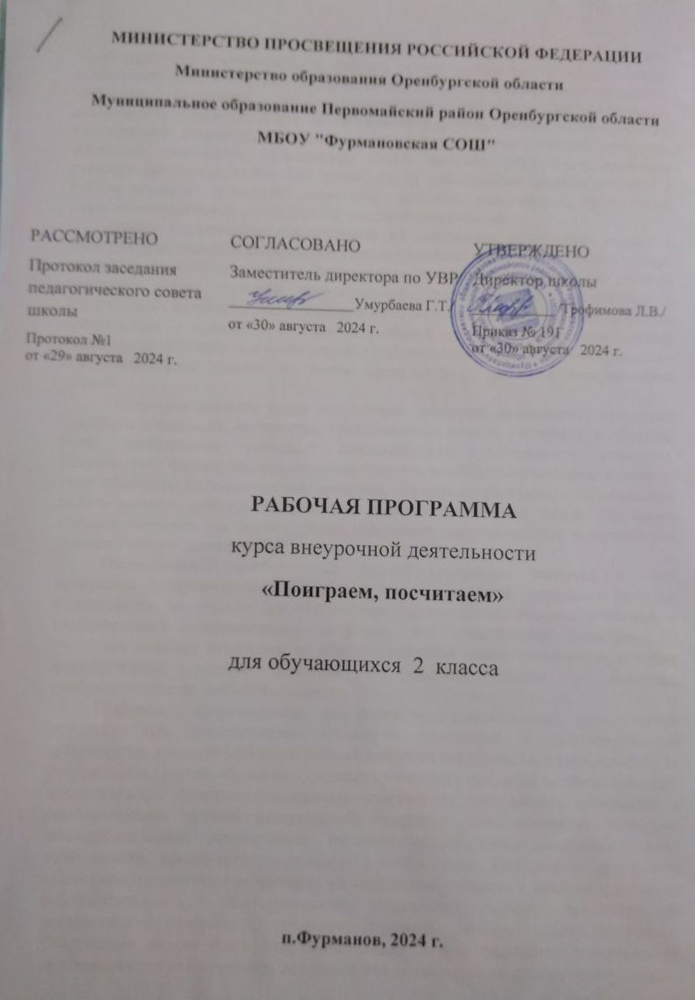 МИНИСТЕРСТВО ПРОСВЕЩЕНИЯ РОССИЙСКОЙ ФЕДЕРАЦИИ
Министерство образования Оренбургской области
Муниципальное образование Первомайский район Оренбургской области
МБОУ "Фурмановская СОШ"
РАССМОТРЕНО
Протокол заседания
педагогического совета
школы
Протокол №1
от «29» августа 2024 г.
СОГЛАСОВАНО
Заместитель директора по УВР
Умурбаева Г.Т./
от «30» августа 2024 г.
УТВЕРЖДЕНО
Директор школы
/Трофимова Л.В./
Приказ № 191
от «30» августа 2024 г.
РАБОЧАЯ ПРОГРАММА
курса внеурочной деятельности
«Поиграем, посчитаем»
для обучающихся 2 класса
п.Фурманов, 2024 г.